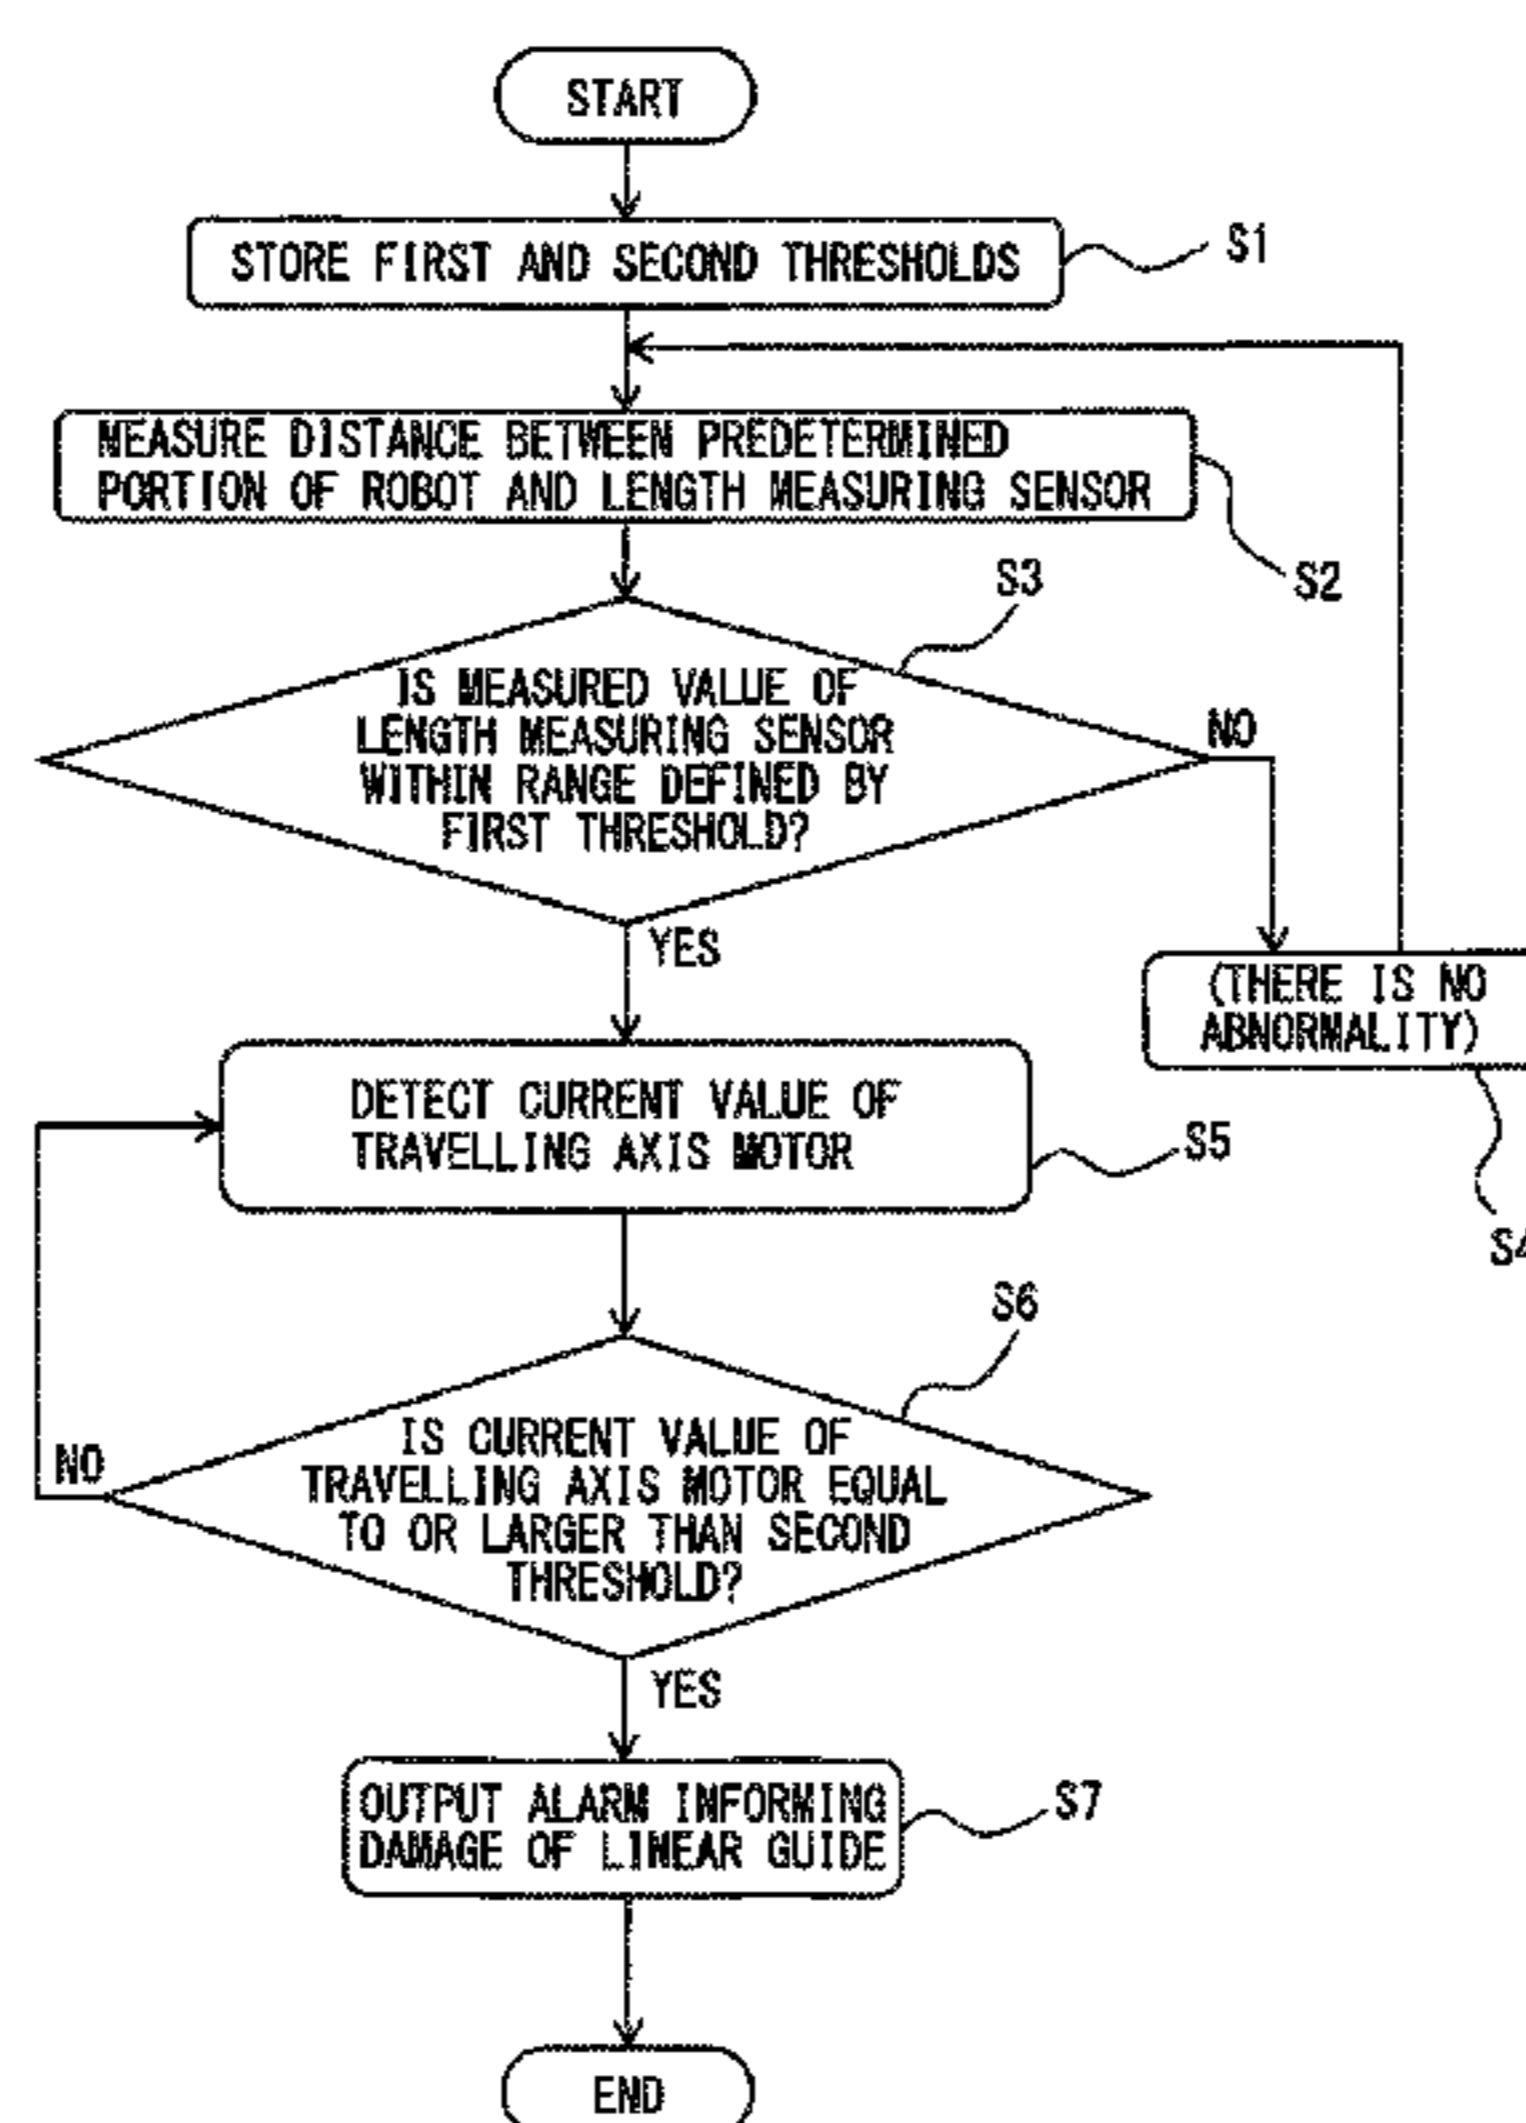 START
STORE FIRST AND SECOND THRESHOLDS
S1
MEASURE DISTANCE BETWEEN PREDETERMINED
PORTION OF ROBOT AND LENGTH MEASURING SENSOR
S2
S3
IS MEASURED VALUE OF
LENGTH MEASURING SENSOR
WITHIN RANGE DEFINED BY
FIRST THRESHOLD?
NO
YES
(THERE IS NO
ABNORMALITY)
S4
DETECT CURRENT VALUE OF
TRAVELLING AXIS MOTOR
S5
S6
IS CURRENT VALUE OF
TRAVELLING AXIS MOTOR EQUAL
TO OR LARGER THAN SECOND
THRESHOLD?
NO
YES
OUTPUT ALARM INFORMING
DAMAGE OF LINEAR GUIDE
S7
END